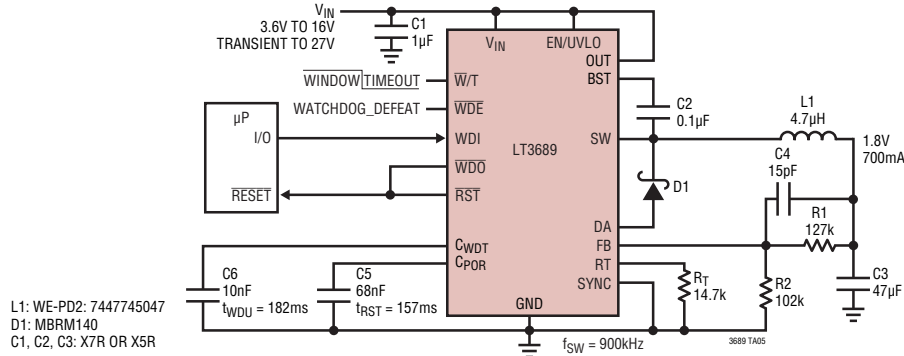 VIN
3.6V TO 16V
TRANSIENT TO 27V
C1
1µF
VIN
EN/UVLO
OUT
BST
WINDOW TIMEOUT
W/T
WATCHDOG_DEFEAT
WDE
C2
0.1µF
L1
4.7µH
µP
I/O
WDI
LT3689
SW
1.8V
700mA
C4
15pF
WDO
RESET
RST
D1
R1
127k
DA
FB
CWDT
CPOR
RT
SYNC
C6
10nF
tWDU = 182ms
C5
68nF
tRST = 157ms
RT
14.7k
R2
102k
C3
47µF
GND
L1: WE-PD2: 7447745047
D1: MBRM140
C1, C2, C3: X7R OR X5R
fSW = 900kHz
3689 TA05